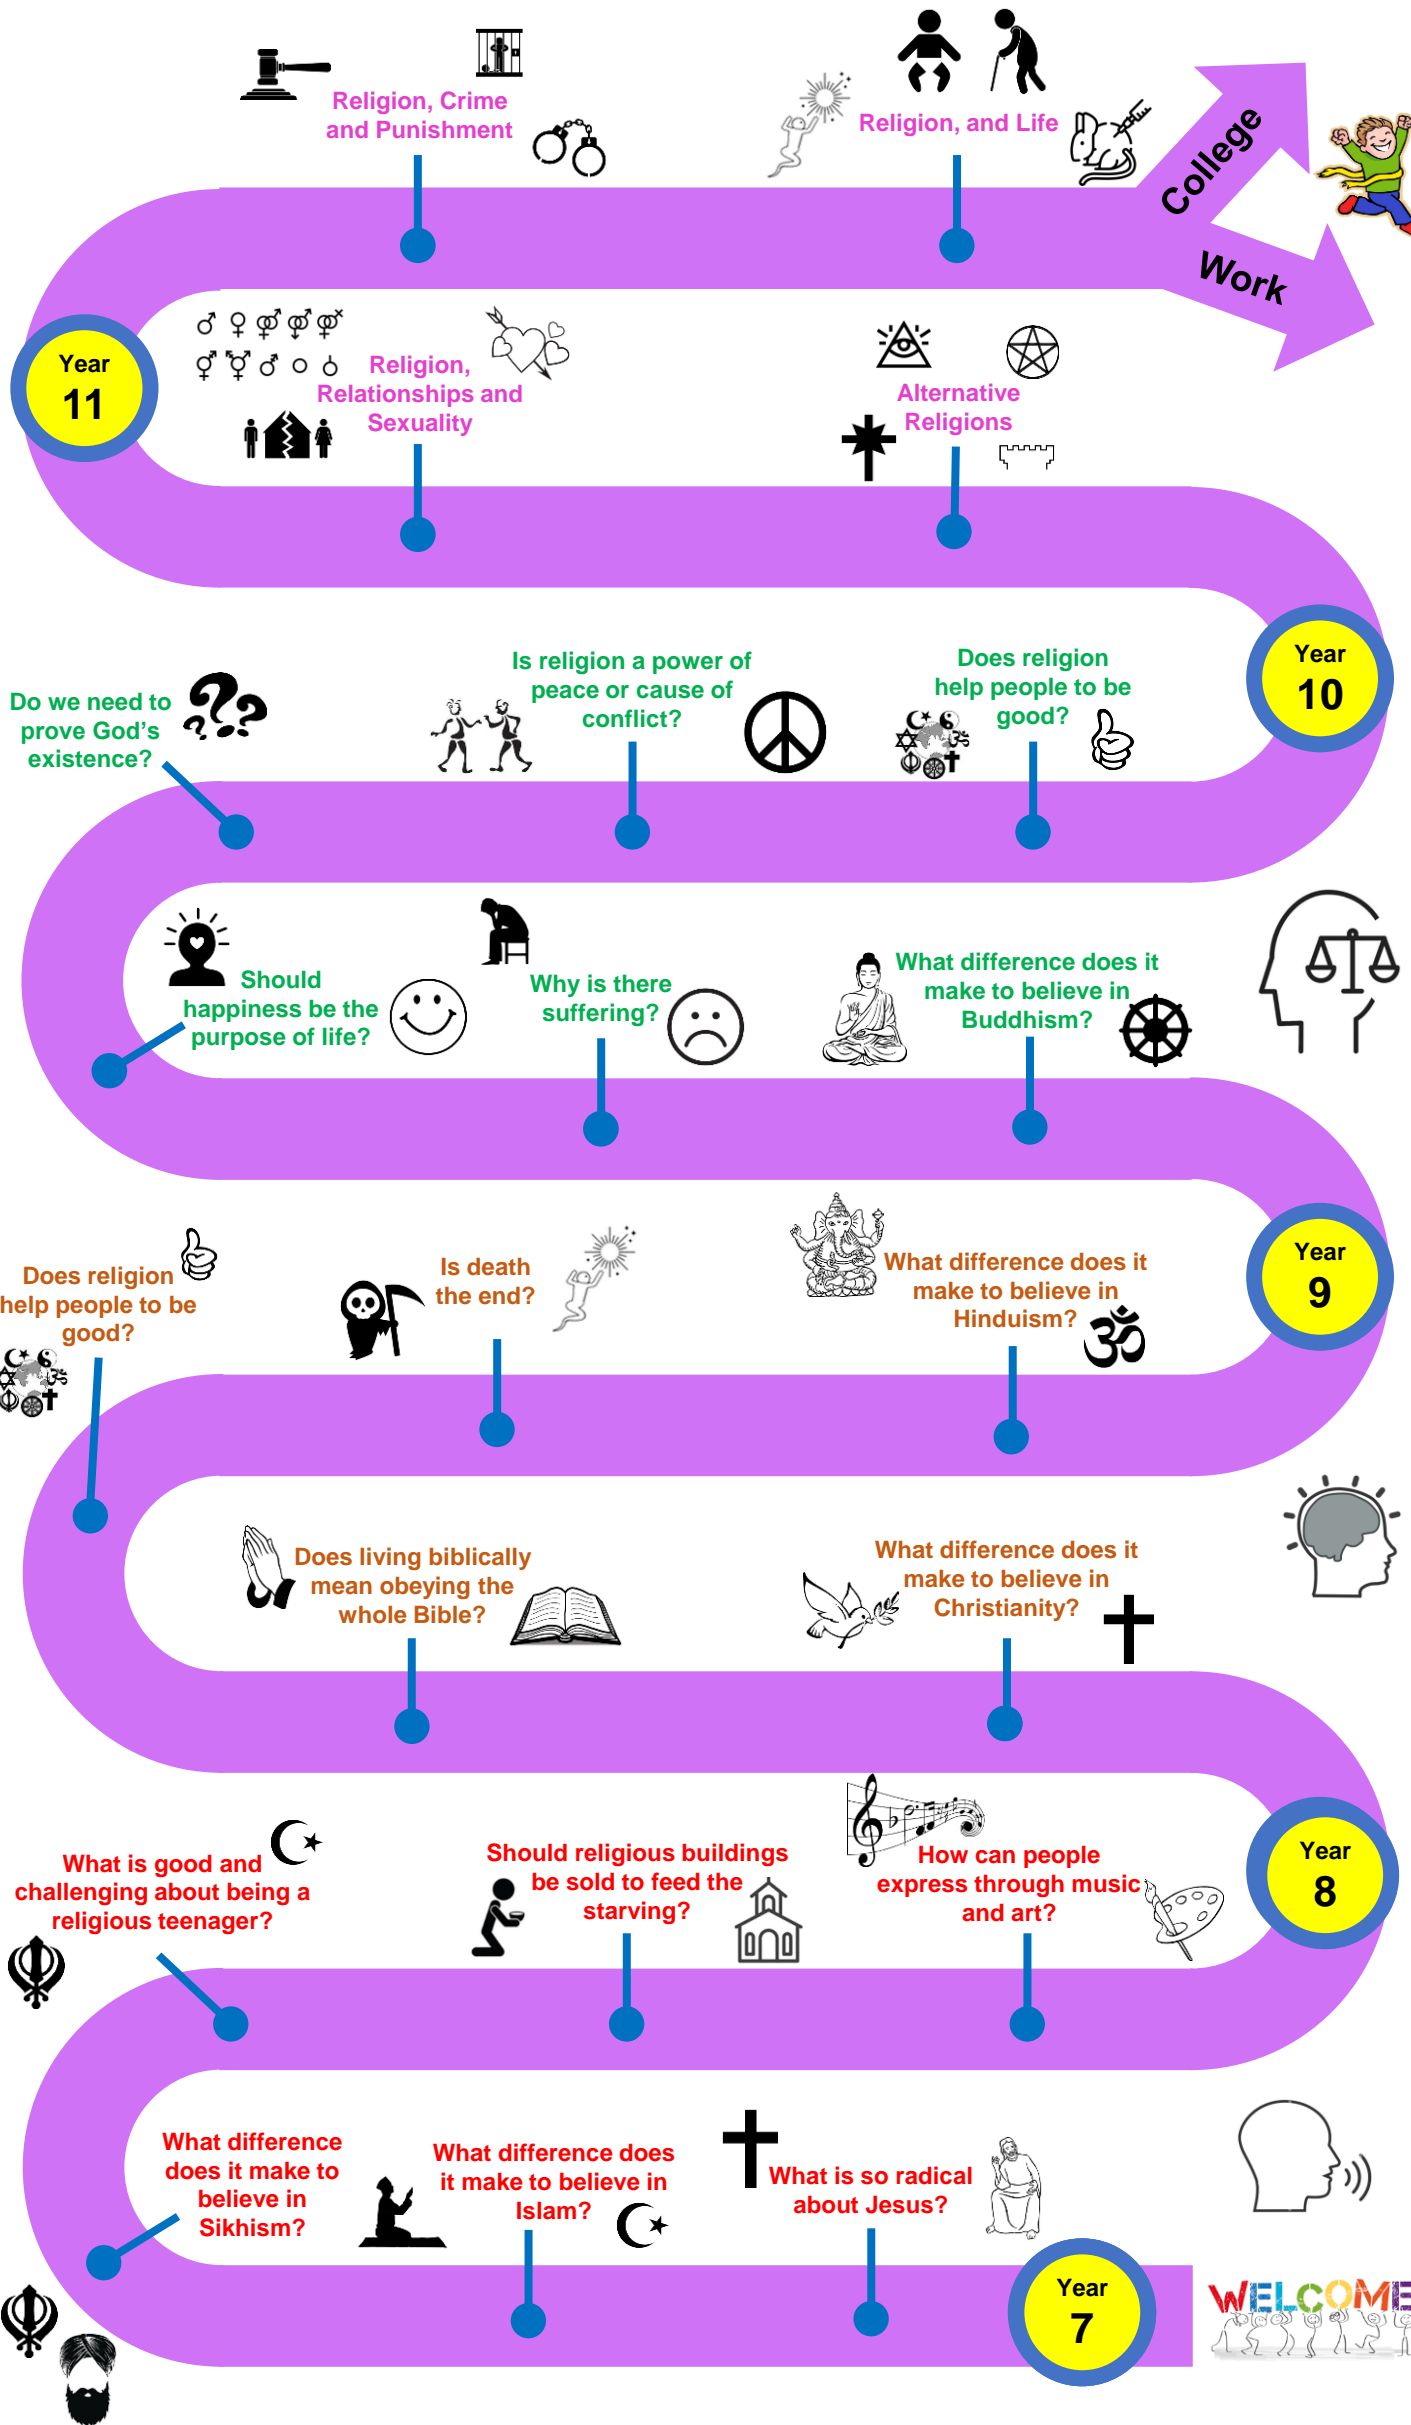 Religion, Crime
and Punishment
Religion, and Life
College
Work
Year
11
Religion,
Relationships and
Sexuality
Alternative
Religions
Year
10
Do we need to
prove God's
existence?
Is religion a power of
peace or cause of
conflict?
Does religion
help people to be
good?
Should
happiness be the
purpose of life?
Why is there
suffering?
What difference does it
make to believe in
Buddhism?
Year
9
Does religion
help people to be
good?
Is death
the end?
What difference does it
make to believe in
Hinduism?
ॐ
Does living biblically
mean obeying the
whole Bible?
What difference does it
make to believe in
Christianity?
Year
8
What is good and
challenging about being a
religious teenager?
Should religious buildings
be sold to feed the
starving?
How can people
express through music
and art?
What difference
does it make to
believe in
Sikhism?
What difference does
it make to believe in
Islam?
What is so radical
about Jesus?
Year
7
WELCOME